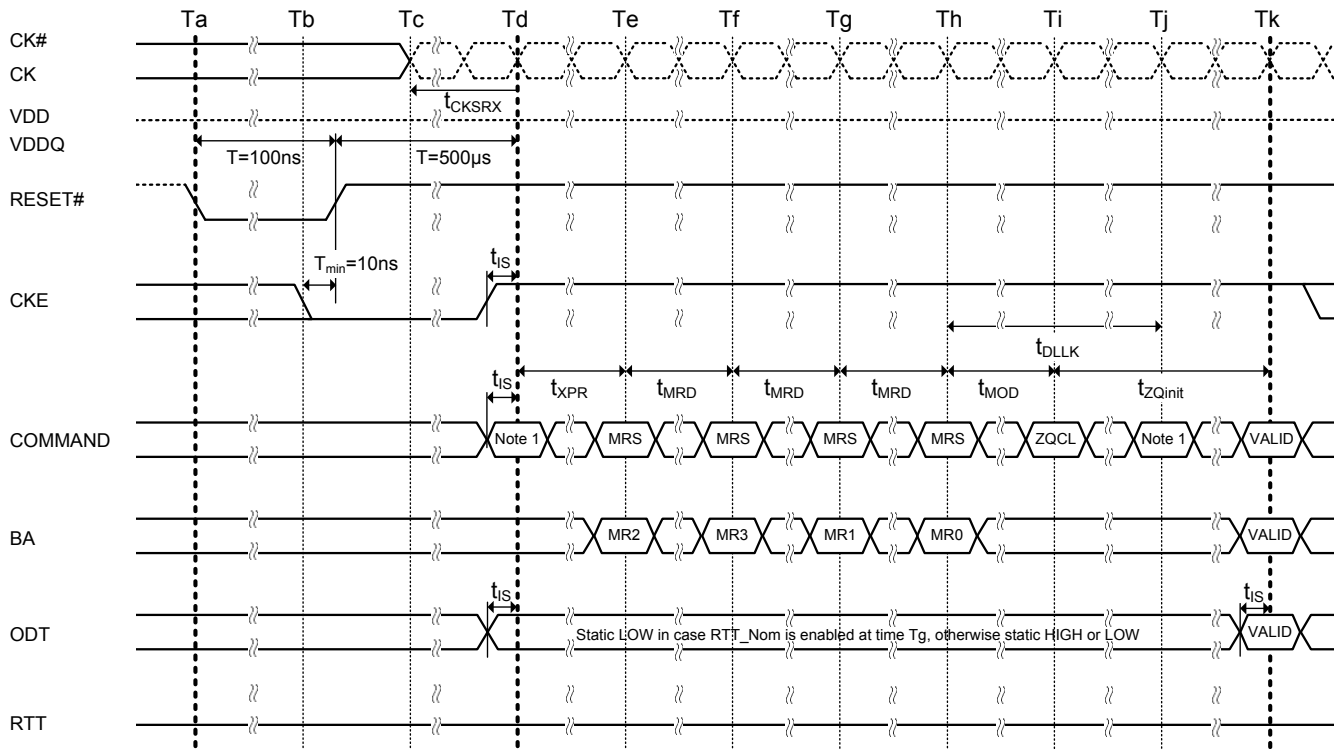 Ta Tb Tc Td Te Tf Tg Th Ti Tj Tk
CK#
CK
tCKSRX
VDD
VDDQ
T=100ns T=500µs
RESET#
Tmin=10ns tIS
CKE
tDLLK
tIS tXPR tMRD tMRD tMRD tMOD tZQinit
COMMAND Note 1 MRS MRS MRS MRS ZQCL Note 1 VALID
BA MR2 MR3 MR1 MR0 VALID
tIS tIS
ODT Static LOW in case RTT_Nom is enabled at time Tg, otherwise static HIGH or LOW VALID
RTT